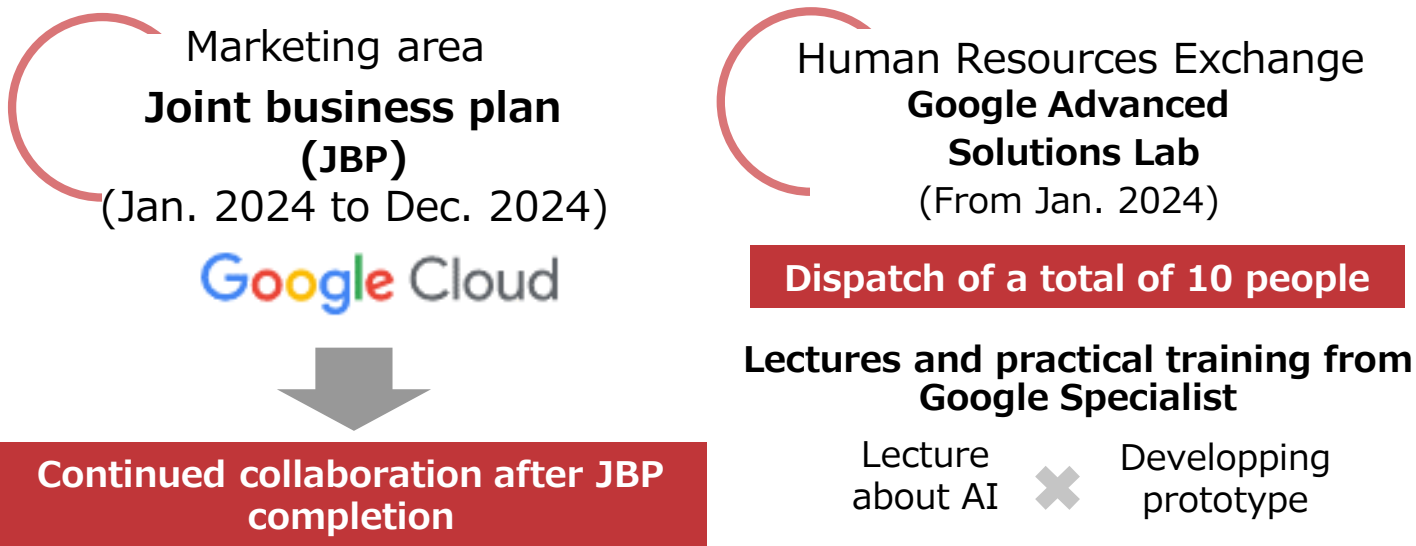 Marketing area
Joint business plan
(JBP)
(Jan. 2024 to Dec. 2024)
Google Cloud
Continued collaboration after JBP
completion
Human Resources Exchange
Google Advanced
Solutions Lab
(From Jan. 2024)
Dispatch of a total of 10 people
Lectures and practical training from
Google Specialist
Lecture
about AI
Developping
prototype